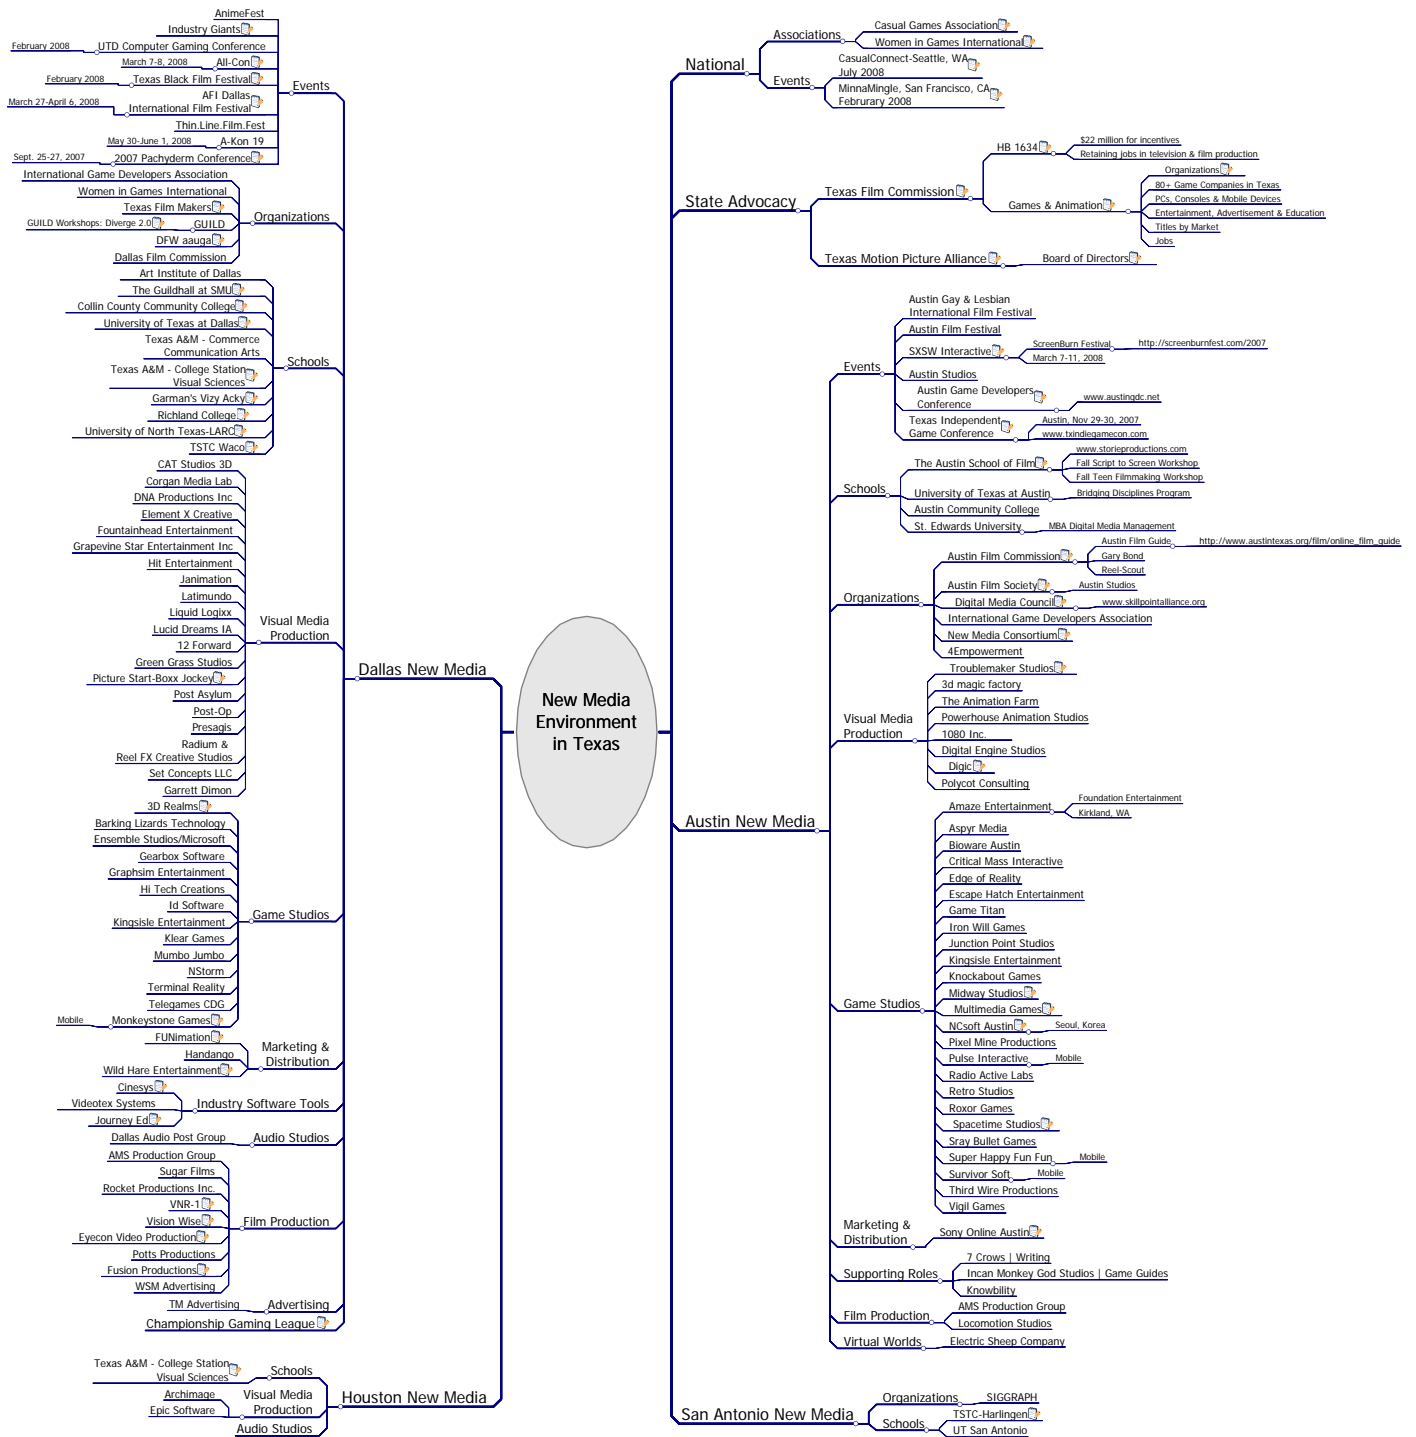 New Media
Environment
in Texas
Dallas New Media
Events
AnimeFest
Industry Giants
UTD Computer Gaming Conference
February 2008
All-Con
March 7-8, 2008
Texas Black Film Festival
February 2008
AFI Dallas
International Film Festival
March 27-April 6, 2008
Thin.Line.Film.Fest
A-Kon 19
May 30-June 1, 2008
2007 Pachyderm Conference
Sept. 25-27, 2007
Organizations
International Game Developers Association
Women in Games International
Texas Film Makers
GUILD
GUILD Workshops: Diverge 2.0
DFW aauga
Dallas Film Commission
Schools
Art Institute of Dallas
The Guildhall at SMU
Collin County Community College
University of Texas at Dallas
Texas A&M - Commerce
Communication Arts
Texas A&M - College Station
Visual Sciences
Garman's Vizy Acky
Richland College
University of North Texas-LARC
TSTC Waco
Visual Media
Production
CAT Studios 3D
Corgan Media Lab
DNA Productions Inc
Element X Creative
Fountainhead Entertainment
Grapevine Star Entertainment Inc
Hit Entertainment
Janimation
Latimundo
Liquid Logixx
Lucid Dreams IA
12 Forward
Green Grass Studios
Picture Start-Boxx Jockey
Post Asylum
Post-Op
Presagis
Radium &
Reel FX Creative Studios
Set Concepts LLC
Garrett Dimon
Game Studios
3D Realms
Barking Lizards Technology
Ensemble Studios/Microsoft
Gearbox Software
Graphsim Entertainment
Hi Tech Creations
Id Software
Kingsisle Entertainment
Klear Games
Mumbo Jumbo
NStorm
Terminal Reality
Telegames CDG
Monkeystone Games
Mobile
Marketing &
Distribution
FUNimation
Handango
Wild Hare Entertainment
Industry Software Tools
Cinesys
Videotex Systems
Journey Ed
Audio Studios
Dallas Audio Post Group
Film Production
AMS Production Group
Sugar Films
Rocket Productions Inc.
VNR-1
Vision Wise
Eyecon Video Production
Potts Productions
Fusion Productions
WSM Advertising
Advertising
TM Advertising
Championship Gaming League
Houston New Media
Schools
Texas A&M - College Station
Visual Sciences
Visual Media
Production
Archimage
Epic Software
Audio Studios
National
Associations
Casual Games Association
Women in Games International
Events
CasualConnect-Seattle, WA
July 2008
MinnaMingle, San Francisco, CA
Februrary 2008
State Advocacy
Texas Film Commission
HB 1634
$22 million for incentives
Retaining jobs in television & film production
Games & Animation
Organizations
80+ Game Companies in Texas
PCs, Consoles & Mobile Devices
Entertainment, Advertisement & Education
Titles by Market
Jobs
Texas Motion Picture Alliance
Board of Directors
Austin New Media
Events
Austin Gay & Lesbian
International Film Festival
Austin Film Festival
SXSW Interactive
ScreenBurn Festival
http://screenburnfest.com/2007
March 7-11, 2008
Austin Studios
Austin Game Developers
Conference
www.austingdc.net
Texas Independent
Game Conference
Austin, Nov 29-30, 2007
www.txindiegamecon.com
Schools
The Austin School of Film
www.storieproductions.com
Fall Script to Screen Workshop
Fall Teen Filmmaking Workshop
University of Texas at Austin
Bridging Disciplines Program
Austin Community College
St. Edwards University
MBA Digital Media Management
Organizations
Austin Film Commission
Austin Film Guide
http://www.austintexas.org/film/online_film_guide
Gary Bond
Reel-Scout
Austin Film Society
Austin Studios
Digital Media Council
www.skillpointalliance.org
International Game Developers Association
New Media Consortium
4Empowerment
Visual Media
Production
Troublemaker Studios
3d magic factory
The Animation Farm
Powerhouse Animation Studios
1080 Inc.
Digital Engine Studios
Digic
Polycot Consulting
Game Studios
Amaze Entertainment
Foundation Entertainment
Kirkland, WA
Aspyr Media
Bioware Austin
Critical Mass Interactive
Edge of Reality
Escape Hatch Entertainment
Game Titan
Iron Will Games
Junction Point Studios
Kingsisle Entertainment
Knockabout Games
Midway Studios
Multimedia Games
NCsoft Austin
Seoul, Korea
Pixel Mine Productions
Pulse Interactive
Mobile
Radio Active Labs
Retro Studios
Roxor Games
Spacetime Studios
Sray Bullet Games
Super Happy Fun Fun
Mobile
Survivor Soft
Mobile
Third Wire Productions
Vigil Games
Marketing &
Distribution
Sony Online Austin
Supporting Roles
7 Crows | Writing
Incan Monkey God Studios | Game Guides
Knowbility
Film Production
AMS Production Group
Locomotion Studios
Virtual Worlds
Electric Sheep Company
San Antonio New Media
Organizations
SIGGRAPH
Schools
TSTC-Harlingen
UT San Antonio